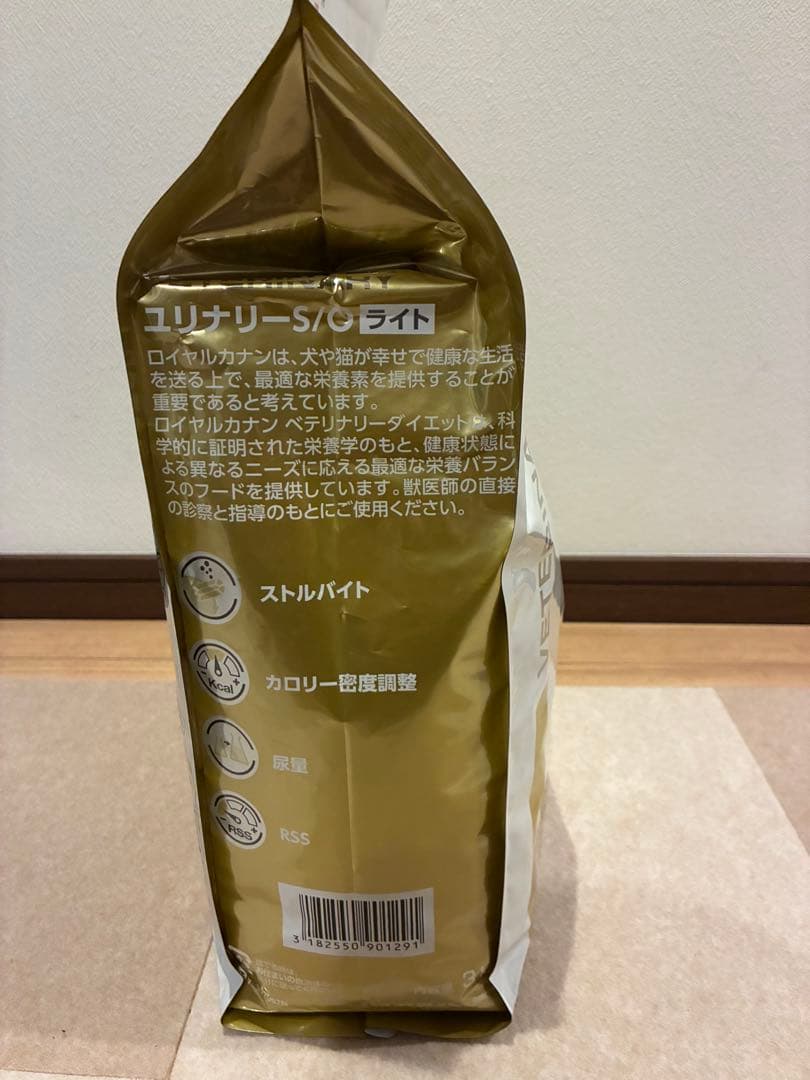 ユリナリーS/O ライト
ロイヤルカナンは、犬や猫が幸せで健康な生活
を送る上で、最適な栄養素を提供することが
重要であると考えています。
ロイヤルカナン ベテリナリーダイエット は、科
学的に証明された栄養学のもと、健康状態に
よる異なるニーズに応える最適な栄養バラン
スのフードを提供しています。獣医師の直接
の診察と指導のもとにご使用ください。
ストルバイト
- Kcal +
カロリー密度調整
尿量
- RSS +
RSS
3 182550 901291